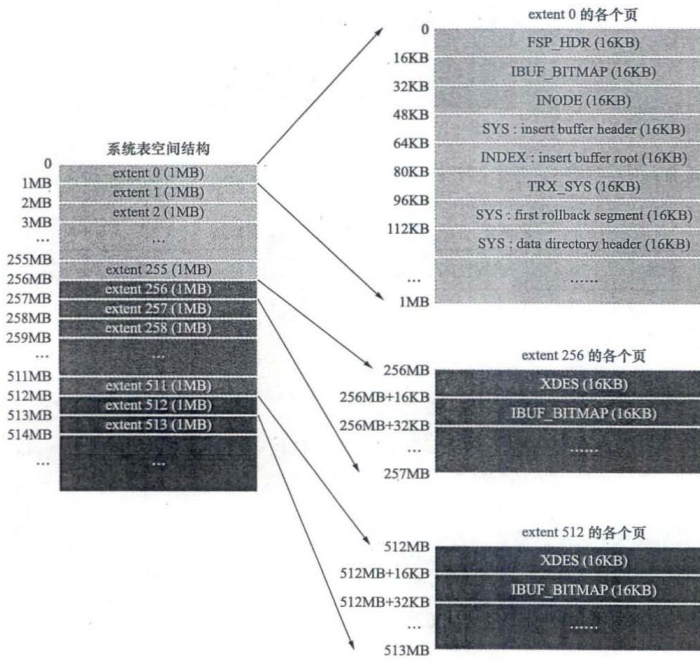 系统表空间结构
0
extent 0 (1MB)
1MB
extent 1 (1MB)
2MB
extent 2 (1MB)
3MB
...
...
255MB
extent 255 (1MB)
256MB
extent 256 (1MB)
257MB
extent 257 (1MB)
258MB
extent 258 (1MB)
259MB
...
...
511MB
extent 511 (1MB)
512MB
extent 512 (1MB)
513MB
extent 513 (1MB)
514MB
...
...
extent 0 的各个页
0
FSP_HDR (16KB)
16KB
IBUF_BITMAP (16KB)
32KB
INODE (16KB)
48KB
SYS : insert buffer header (16KB)
64KB
INDEX : insert buffer root (16KB)
80KB
TRX_SYS (16KB)
96KB
SYS : first rollback segment (16KB)
112KB
SYS : data directory header (16KB)
...
......
1MB
extent 256 的各个页
256MB
XDES (16KB)
256MB+16KB
IBUF_BITMAP (16KB)
256MB+32KB
...
......
257MB
extent 512 的各个页
512MB
XDES (16KB)
512MB+16KB
IBUF_BITMAP (16KB)
512MB+32KB
...
......
513MB